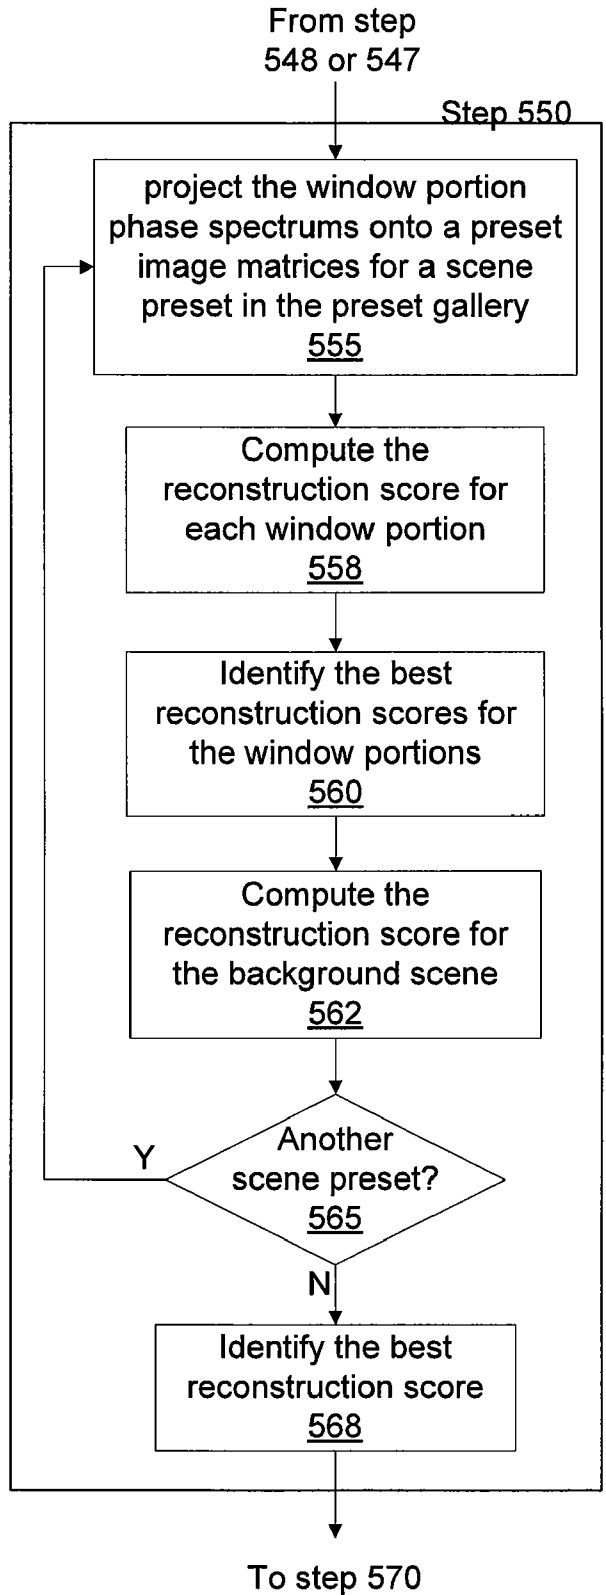 From step
548 or 547
Step 550
project the window portion
phase spectrums onto a preset
image matrices for a scene
preset in the preset gallery
555
Compute the
reconstruction score for
each window portion
558
Identify the best
reconstruction scores for
the window portions
560
Compute the
reconstruction score for
the background scene
562
Another
scene preset?
565
Y
N
Identify the best
reconstruction score
568
To step 570